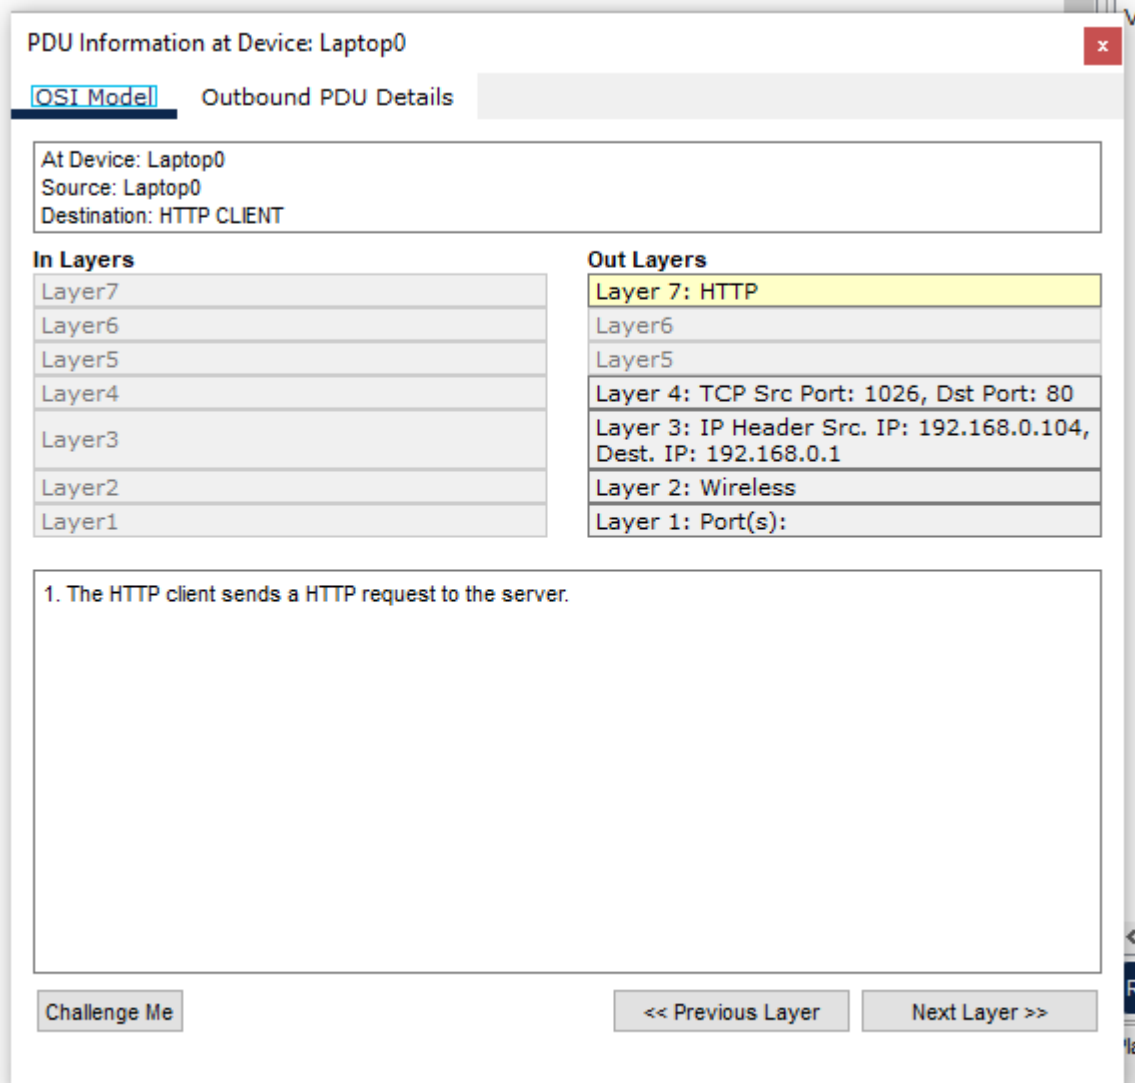 PDU Information at Device: Laptop0
x
OSI Model
Outbound PDU Details
At Device: Laptop0
Source: Laptop0
Destination: HTTP CLIENT
In Layers
Layer7
Layer6
Layer5
Layer4
Layer3
Layer2
Layer1
Out Layers
Layer 7: HTTP
Layer6
Layer5
Layer 4: TCP Src Port: 1026, Dst Port: 80
Layer 3: IP Header Src. IP: 192.168.0.104,
Dest. IP: 192.168.0.1
Layer 2: Wireless
Layer 1: Port(s):
1. The HTTP client sends a HTTP request to the server.
Challenge Me
<< Previous Layer
Next Layer >>